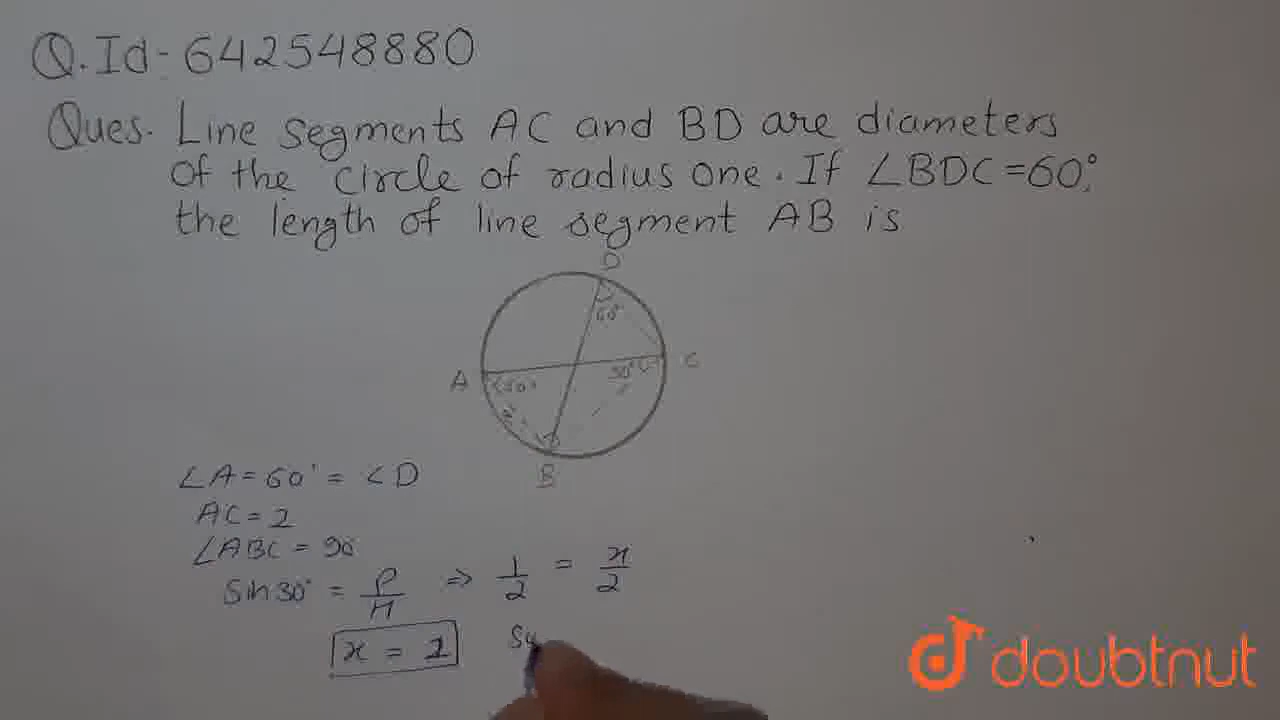 Q. Id - 642548880
Ques. Line segments AC and BD are diameters
of the circle of radius one. If ∠BDC = 60°,
the length of line segment AB is
D
60°
A
60°
30°
C
x
B
∠A = 60° = ∠D
AC = 2
∠ABC = 90
Sin 30° = P/H ⇒ 1/2 = x/2
x = 1
doubtnut